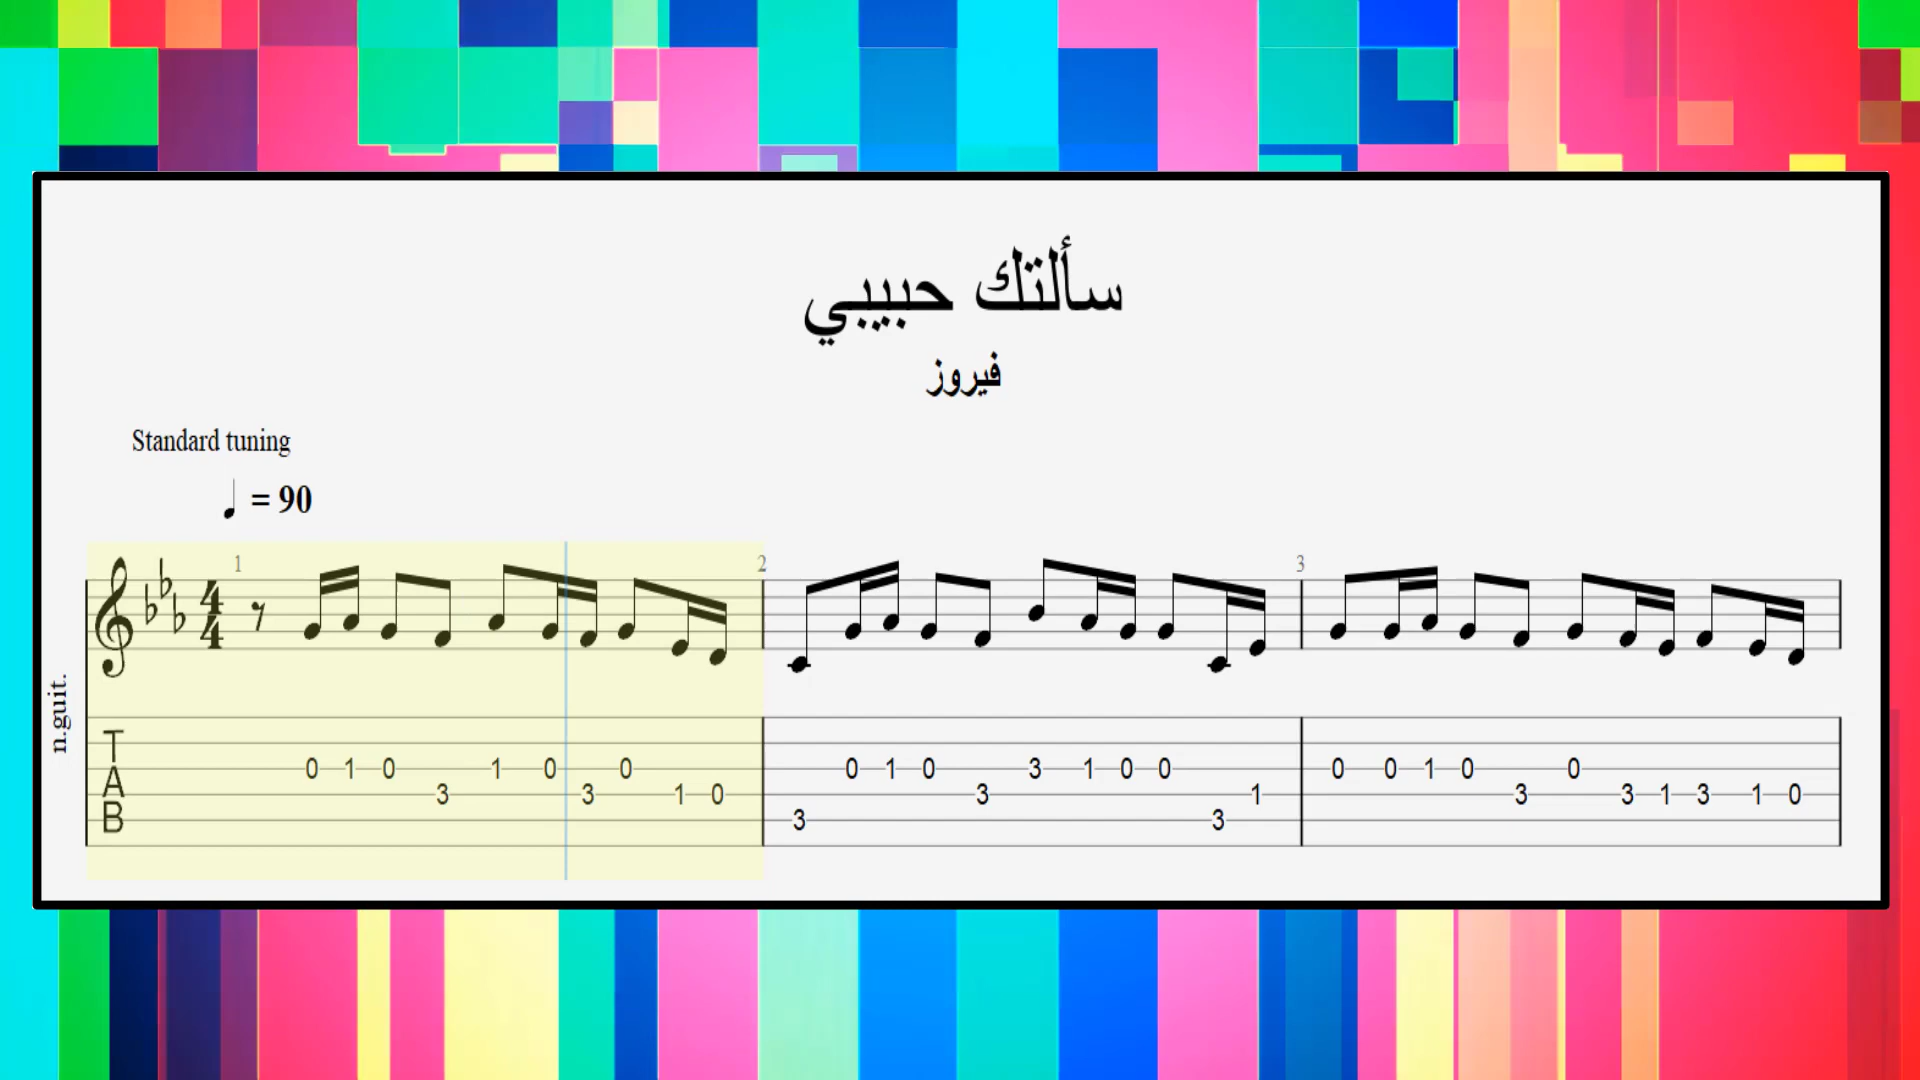 سألتك حبيبي
فيروز
Standard tuning
= 90
1 2 3
4
4
n.guit.
T
A
B
0 1 0 1 0 0 0 1 0 3 1 0 0 0 0 1 0 0
3 3 1 0 3 1 3 3 1 3 1 0
3 3